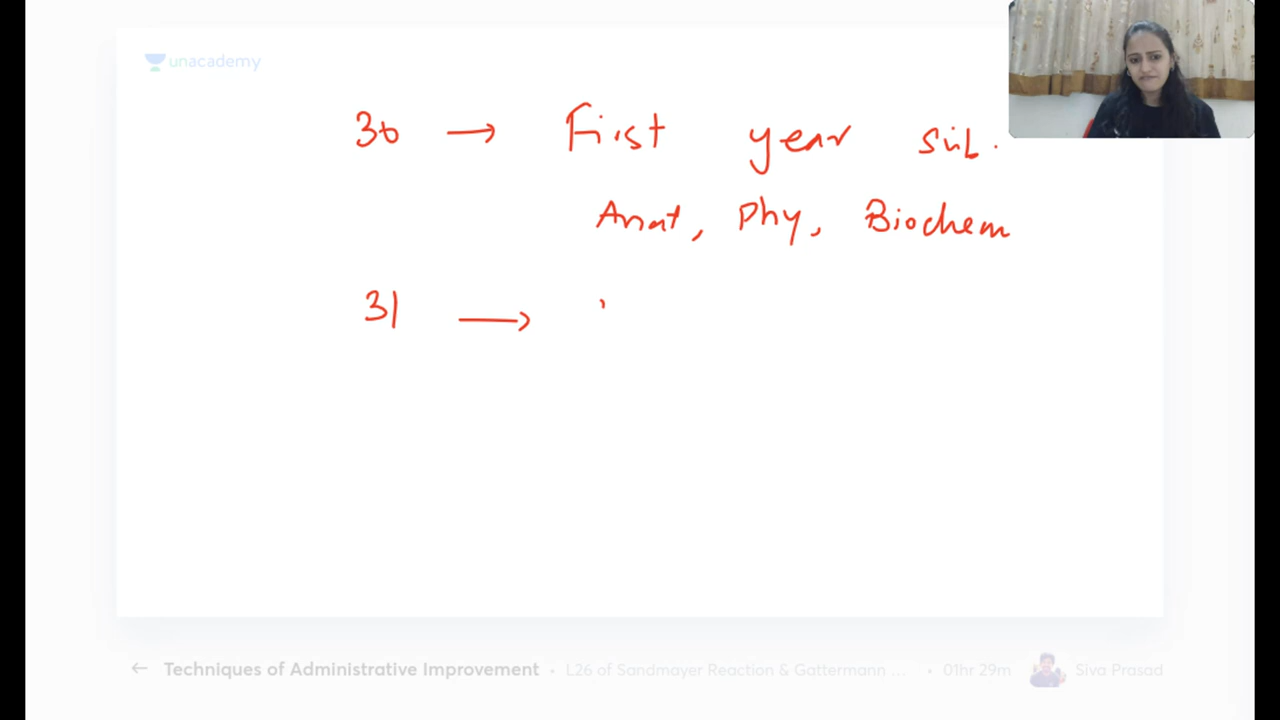 unacademy
30 → First year sub.
Anat, Phy, Biochem
31 →
← Techniques of Administrative Improvement • L26 of Sandmayer Reaction & Gattermann ... • 01hr 29m Siva Prasad